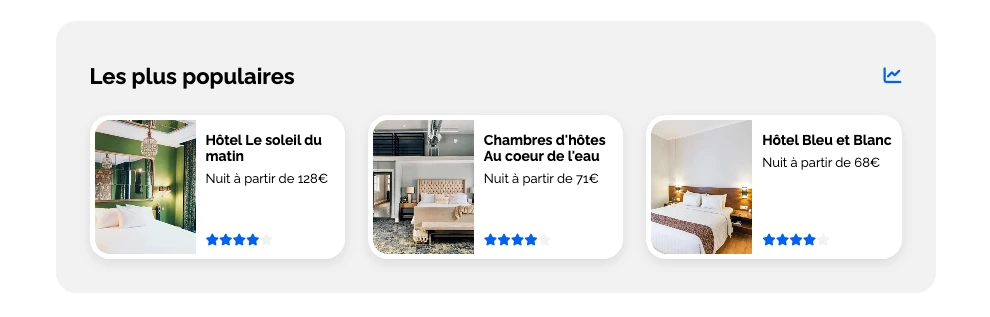 Les plus populaires
Hôtel Le soleil du
matin
Nuit à partir de 128€
Chambres d'hôtes
Au coeur de l'eau
Nuit à partir de 71€
Hôtel Bleu et Blanc
Nuit à partir de 68€